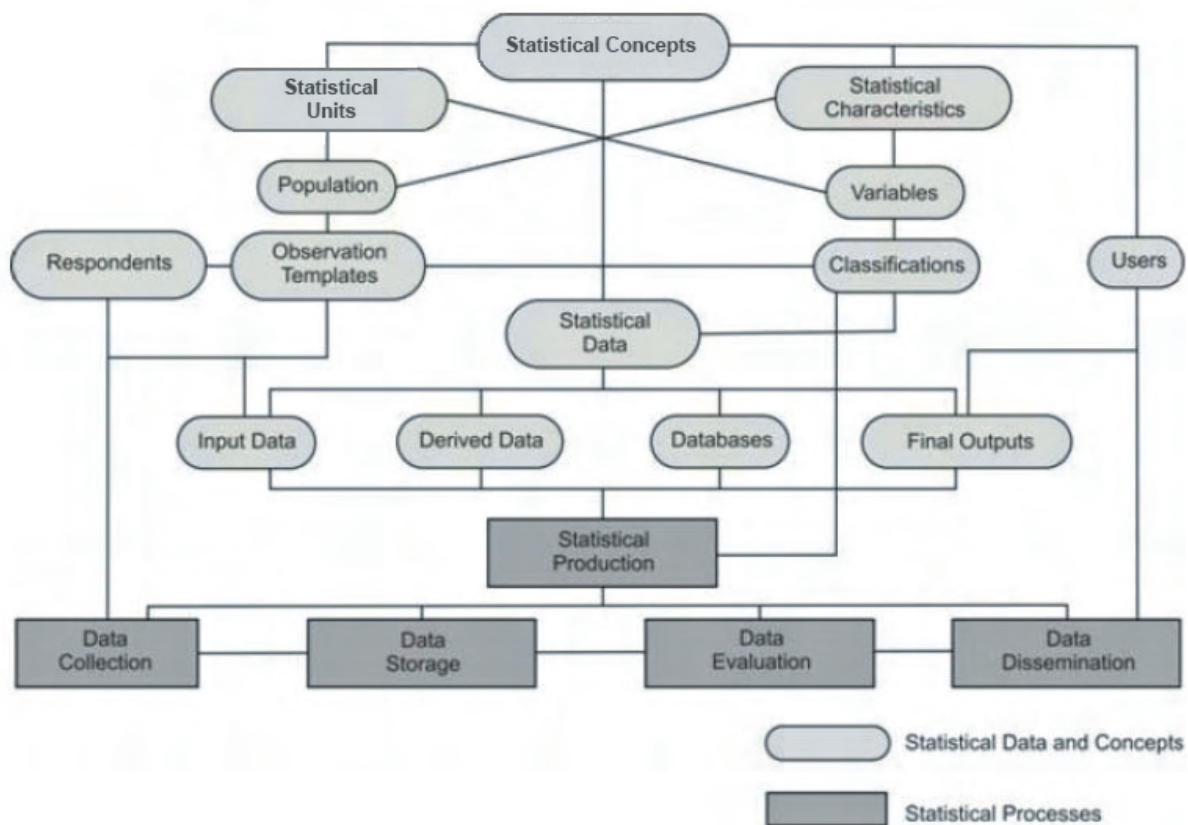 Statistical Concepts
Statistical
Units
Statistical
Characteristics
Population
Variables
Respondents
Observation
Templates
Classifications
Users
Statistical
Data
Input Data
Derived Data
Databases
Final Outputs
Statistical
Production
Data
Collection
Data
Storage
Data
Evaluation
Data
Dissemination
Statistical Data and Concepts
Statistical Processes